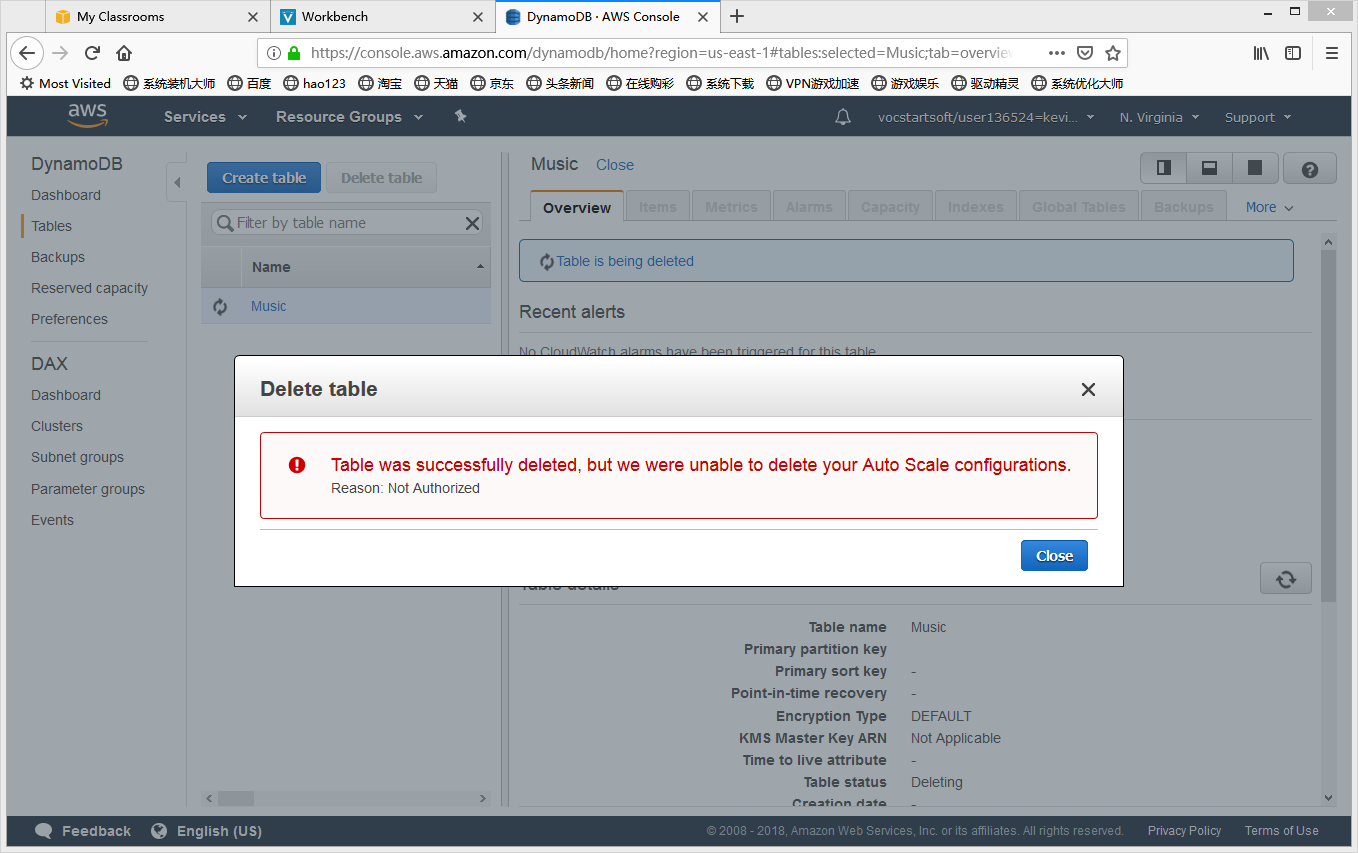 My Classrooms
Workbench
DynamoDB · AWS Console
https://console.aws.amazon.com/dynamodb/home?region=us-east-1#tables:selected=Music;tab=overview
Most Visited 系统装机大师 百度 hao123 淘宝 天猫 京东 头条新闻 在线购彩 系统下载 VPN游戏加速 游戏娱乐 驱动精灵 系统优化大师
aws Services Resource Groups vocstartsoft/user136524=kevi... N. Virginia Support
DynamoDB
Dashboard
Tables
Backups
Reserved capacity
Preferences
DAX
Dashboard
Clusters
Subnet groups
Parameter groups
Events
Create table Delete table
Filter by table name
Name
Music
Music Close
Overview Items Metrics Alarms Capacity Indexes Global Tables Backups More
Table is being deleted
Recent alerts
No CloudWatch alarms have been triggered for this table
Delete table
Table was successfully deleted, but we were unable to delete your Auto Scale configurations.
Reason: Not Authorized
Close
Table details
Table name Music
Primary partition key
Primary sort key -
Point-in-time recovery -
Encryption Type DEFAULT
KMS Master Key ARN Not Applicable
Time to live attribute -
Table status Deleting
Creation date -
Feedback English (US) © 2008 - 2018, Amazon Web Services, Inc. or its affiliates. All rights reserved. Privacy Policy Terms of Use